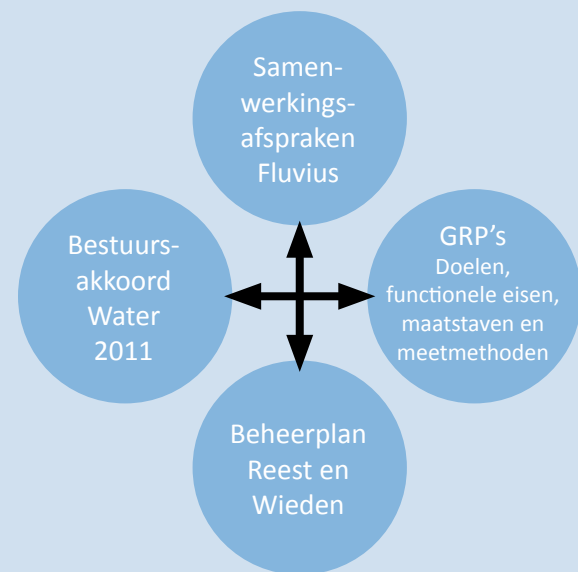 Samen-
werkings-
afspraken
Fluvius
Bestuurs-
akkoord
Water
2011
GRP's
Doelen,
functionele eisen,
maatstaven en
meetmethoden
Beheerplan
Reest en
Wieden